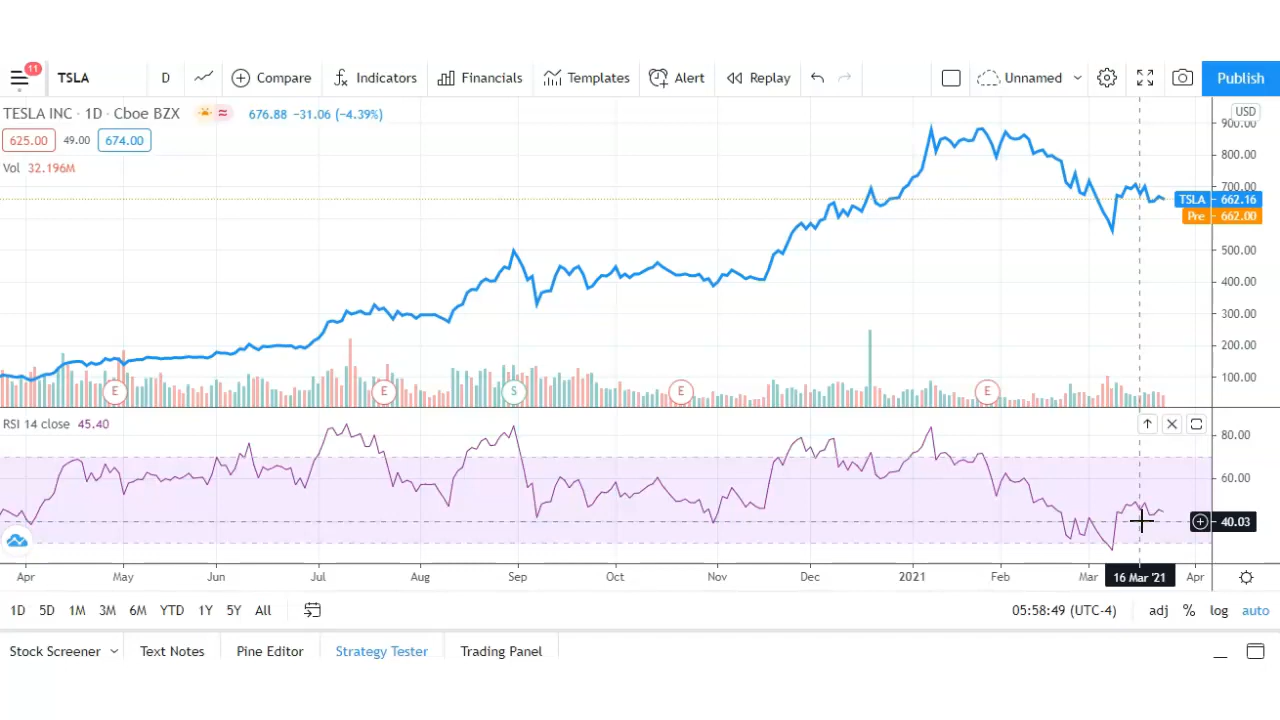 11
TSLA D Compare Indicators Financials Templates Alert Replay Unnamed Publish
TESLA INC · 1D · Cboe BZX 676.88 −31.06 (−4.39%) USD
625.00 49.00 674.00
Vol 32.196M
900.00
800.00
700.00
TSLA 662.16
Pre 662.00
500.00
400.00
300.00
200.00
100.00
E E S E E
RSI 14 close 45.40
80.00
60.00
40.03
Apr May Jun Jul Aug Sep Oct Nov Dec 2021 Feb Mar 16 Mar '21 Apr
1D 5D 1M 3M 6M YTD 1Y 5Y All 05:58:49 (UTC-4) adj % log auto
Stock Screener Text Notes Pine Editor Strategy Tester Trading Panel